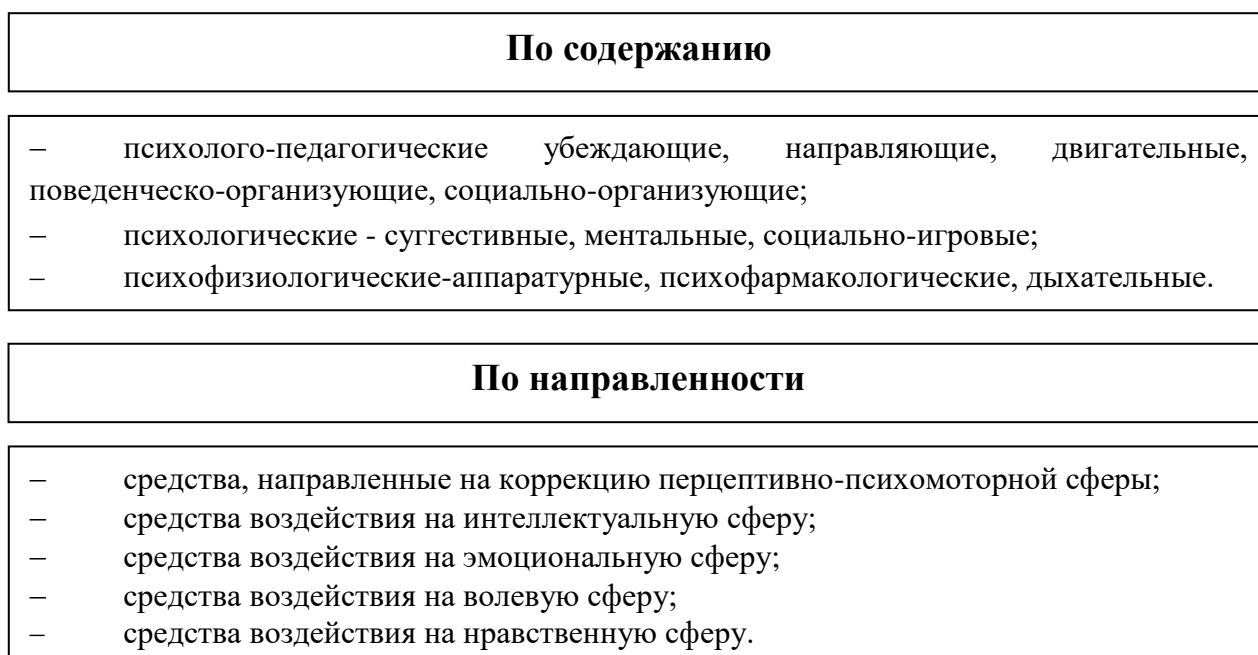 По содержанию
− психолого-педагогические убеждающие, направляющие, двигательные,
поведенческо-организующие, социально-организующие;
− психологические - суггестивные, ментальные, социально-игровые;
− психофизиологические-аппаратурные, психофармакологические, дыхательные.
По направленности
− средства, направленные на коррекцию перцептивно-психомоторной сферы;
− средства воздействия на интеллектуальную сферу;
− средства воздействия на эмоциональную сферу;
− средства воздействия на волевую сферу;
− средства воздействия на нравственную сферу.